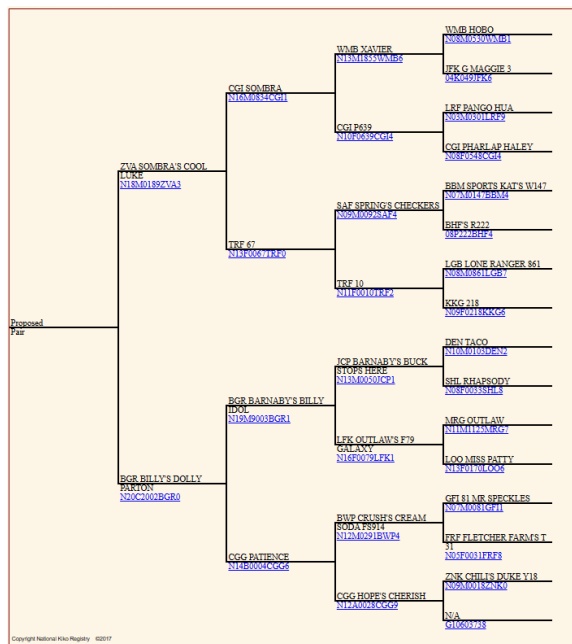 WMB HOBO
N08M0530WMB1
WMB XAVIER
N13M1855WMB6
JFK G MAGGIE 3
04K049JFK6
CGI SOMBRA
N16M0834CGI1
LRF PANGO HUA
N03M0301LRF9
CGI P639
N10F0639CGI4
CGI PHARLAP HALEY
N08F0548CGI4
ZVA SOMBRA'S COOL
LUKE
N18M0189ZVA3
BBM SPORTS KAT'S W147
N07M0147BBM4
SAF SPRING'S CHECKERS
N09M0092SAF4
BHF'S R222
08P222BHF4
TRF 67
N13F0067TRF0
LGB LONE RANGER 861
N08M0861LGB7
TRF 10
N11F0010TRF2
KKG 218
N09F0218KKG6
Proposed
Pair
DEN TACO
N10M0103DEN2
JCP BARNABY'S BUCK
STOPS HERE
N13M0050JCP1
SHL RHAPSODY
N08F0033SHL8
BGR BARNABY'S BILLY
IDOL
N19M9003BGR1
MRG OUTLAW
N11M1125MRG7
LFK OUTLAW'S F79
GALAXY
N16F0079LFK1
LOO MISS PATTY
N13F0170LOO6
BGR BILLY'S DOLLY
PARTON
N20C2002BGR0
GFI 81 MR SPECKLES
N07M0081GFI1
BWP CRUSH'S CREAM
SODA FS914
N12M0291BWP4
FRF FLETCHER FARM'S T
31
N05F0031FRF8
CGG PATIENCE
N14B0004CGG6
ZNK CHILI'S DUKE Y18
N09M0018ZNK0
CGG HOPE'S CHERISH
N12A0028CGG9
N/A
G10603738
Copyright National Kiko Registry ©2017